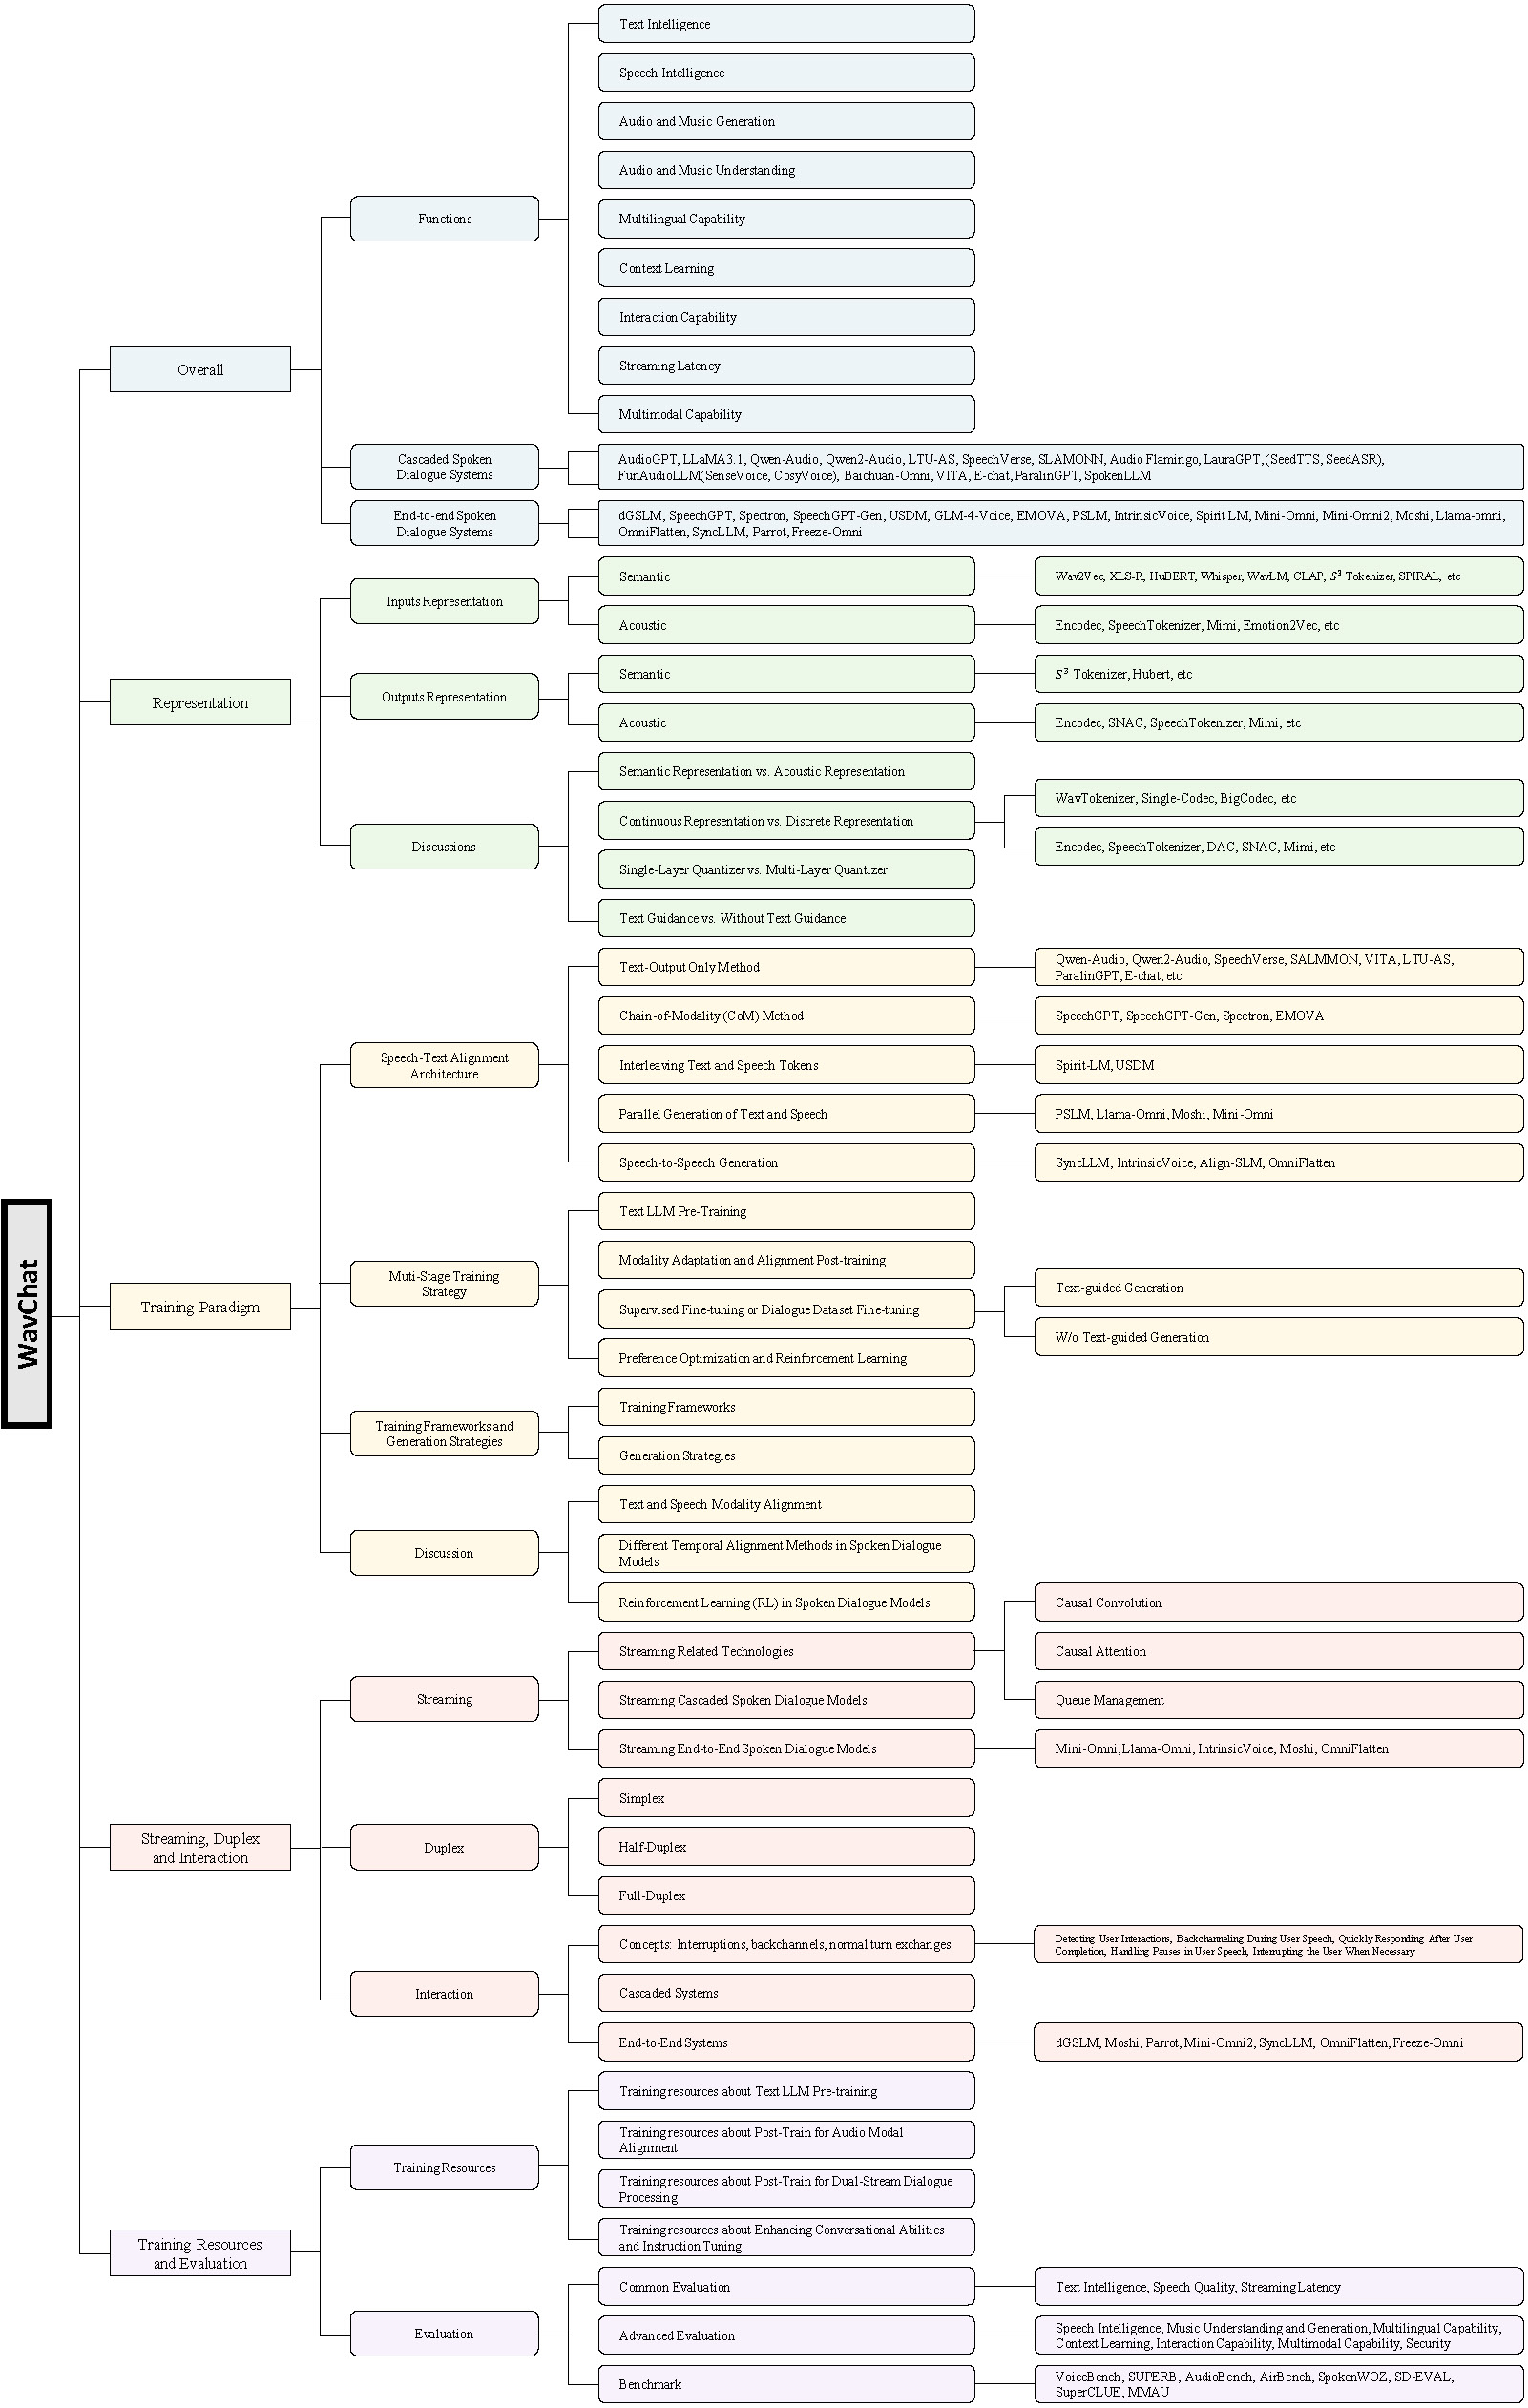 WavChat
Overall
Functions
Text Intelligence
Speech Intelligence
Audio and Music Generation
Audio and Music Understanding
Multilingual Capability
Context Learning
Interaction Capability
Streaming Latency
Multimodal Capability
Cascaded Spoken
Dialogue Systems
AudioGPT, LLaMA3.1, Qwen-Audio, Qwen2-Audio, LTU-AS, SpeechVerse, SLAMONN, Audio Flamingo, LauraGPT, (SeedTTS, SeedASR),
FunAudioLLM(SenseVoice, CosyVoice), Baichuan-Omni, VITA, E-chat, ParalinGPT, SpokenLLM
End-to-end Spoken
Dialogue Systems
dGSLM, SpeechGPT, Spectron, SpeechGPT-Gen, USDM, GLM-4-Voice, EMOVA, PSLM, IntrinsicVoice, Spirit LM, Mini-Omni, Mini-Omni2, Moshi, Llama-omni,
OmniFlatten, SyncLLM, Parrot, Freeze-Omni
Representation
Inputs Representation
Semantic
Wav2Vec, XLS-R, HuBERT, Whisper, WavLM, CLAP, S³ Tokenizer, SPIRAL, etc
Acoustic
Encodec, SpeechTokenizer, Mimi, Emotion2Vec, etc
Outputs Representation
Semantic
S³ Tokenizer, Hubert, etc
Acoustic
Encodec, SNAC, SpeechTokenizer, Mimi, etc
Discussions
Semantic Representation vs. Acoustic Representation
Continuous Representation vs. Discrete Representation
WavTokenizer, Single-Codec, BigCodec, etc
Encodec, SpeechTokenizer, DAC, SNAC, Mimi, etc
Single-Layer Quantizer vs. Multi-Layer Quantizer
Text Guidance vs. Without Text Guidance
Training Paradigm
Speech-Text Alignment
Architecture
Text-Output Only Method
Qwen-Audio, Qwen2-Audio, SpeechVerse, SALMMON, VITA, LTU-AS,
ParalinGPT, E-chat, etc
Chain-of-Modality (CoM) Method
SpeechGPT, SpeechGPT-Gen, Spectron, EMOVA
Interleaving Text and Speech Tokens
Spirit-LM, USDM
Parallel Generation of Text and Speech
PSLM, Llama-Omni, Moshi, Mini-Omni
Speech-to-Speech Generation
SyncLLM, IntrinsicVoice, Align-SLM, OmniFlatten
Muti-Stage Training
Strategy
Text LLM Pre-Training
Modality Adaptation and Alignment Post-training
Supervised Fine-tuning or Dialogue Dataset Fine-tuning
Text-guided Generation
W/o Text-guided Generation
Preference Optimization and Reinforcement Learning
Training Frameworks and
Generation Strategies
Training Frameworks
Generation Strategies
Discussion
Text and Speech Modality Alignment
Different Temporal Alignment Methods in Spoken Dialogue
Models
Reinforcement Learning (RL) in Spoken Dialogue Models
Streaming, Duplex
and Interaction
Streaming
Streaming Related Technologies
Causal Convolution
Causal Attention
Queue Management
Streaming Cascaded Spoken Dialogue Models
Streaming End-to-End Spoken Dialogue Models
Mini-Omni, Llama-Omni, IntrinsicVoice, Moshi, OmniFlatten
Duplex
Simplex
Half-Duplex
Full-Duplex
Interaction
Concepts: Interruptions, backchannels, normal turn exchanges
Detecting User Interactions, Backchanneling During User Speech, Quickly Responding After User
Completion, Handling Pauses in User Speech, Interrupting the User When Necessary
Cascaded Systems
End-to-End Systems
dGSLM, Moshi, Parrot, Mini-Omni2, SyncLLM, OmniFlatten, Freeze-Omni
Training Resources
and Evaluation
Training Resources
Training resources about Text LLM Pre-training
Training resources about Post-Train for Audio Modal
Alignment
Training resources about Post-Train for Dual-Stream Dialogue
Processing
Training resources about Enhancing Conversational Abilities
and Instruction Tuning
Evaluation
Common Evaluation
Text Intelligence, Speech Quality, Streaming Latency
Advanced Evaluation
Speech Intelligence, Music Understanding and Generation, Multilingual Capability,
Context Learning, Interaction Capability, Multimodal Capability, Security
Benchmark
VoiceBench, SUPERB, AudioBench, AirBench, SpokenWOZ, SD-EVAL,
SuperCLUE, MMAU